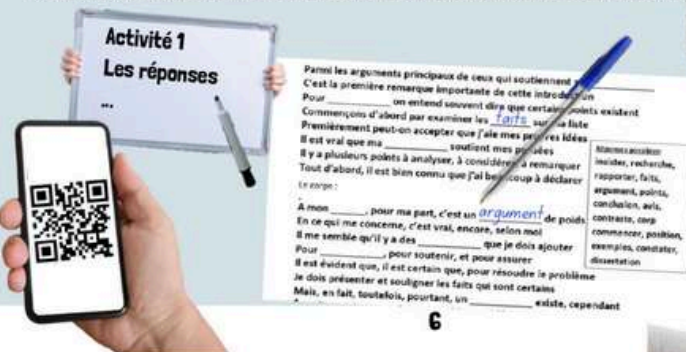 Activité 1
Les réponses
...
Parmi les arguments principaux de ceux qui soutiennent
C'est la première remarque importante de cette
Pour __________ on entend souvent dire que certains points existent
Commençons d'abord par examiner les faits sur la liste
Premièrement peut-on accepter que j'aie mes propres idées
Il est vrai que ma __________ soutient mes pensées
Il y a plusieurs points à analyser, à considérer, à remarquer
Tout d'abord, il est bien connu que j'ai beaucoup à déclarer
Le corps :
A mon ______, pour ma part, c'est un argument de poids
En ce qui me concerne, c'est vrai, encore, selon moi
Il me semble qu'il y a des __________ que je dois ajouter
Pour __________, pour soutenir, et pour assurer
Il est évident que, il est certain que, pour résoudre le problème
Je dois présenter et souligner les faits qui sont certains
Mais, en fait, toutefois, pourtant, un __________ existe, cependant
insister, recherche,
rapporter, faits,
argument, points,
conclusion, avis,
contraste, corp
commencer, position,
exemples, constater,
dissertation
6